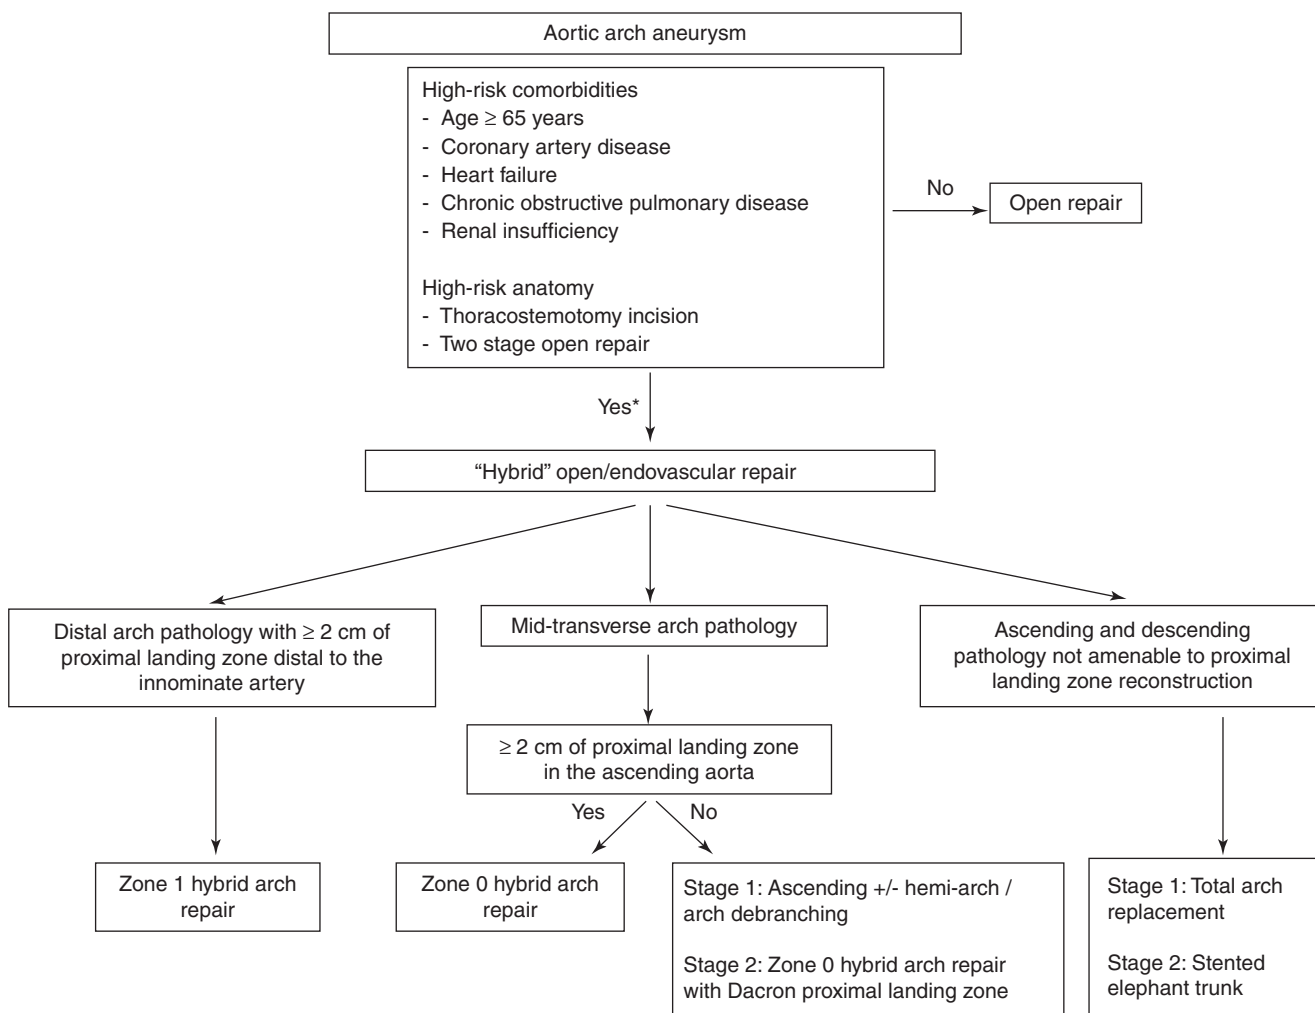 Aortic arch aneurysm
High-risk comorbidities
- Age ≥ 65 years
- Coronary artery disease
- Heart failure
- Chronic obstructive pulmonary disease
- Renal insufficiency
High-risk anatomy
- Thoracostemotomy incision
- Two stage open repair
No
Open repair
Yes*
“Hybrid” open/endovascular repair
Distal arch pathology with ≥ 2 cm of
proximal landing zone distal to the
innominate artery
Mid-transverse arch pathology
Ascending and descending
pathology not amenable to proximal
landing zone reconstruction
≥ 2 cm of proximal landing zone
in the ascending aorta
Yes
No
Zone 1 hybrid arch
repair
Zone 0 hybrid arch
repair
Stage 1: Ascending +/- hemi-arch /
arch debranching
Stage 2: Zone 0 hybrid arch repair
with Dacron proximal landing zone
Stage 1: Total arch
replacement
Stage 2: Stented
elephant trunk